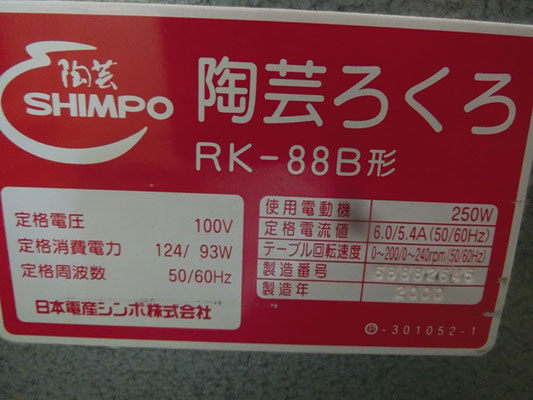 陶芸
SHIMPO
陶芸ろくろ
RK-88B形
定格電圧 100V
定格消費電力 124/ 93W
定格周波数 50/60Hz
日本電産シンポ株式会社
使用電動機 250W
定格電流値 6.0/5.4A(50/60Hz)
テーブル回転速度 0~200/0~240rpm(50/60Hz)
製造番号
製造年 2000
Ⓟ-301052-1